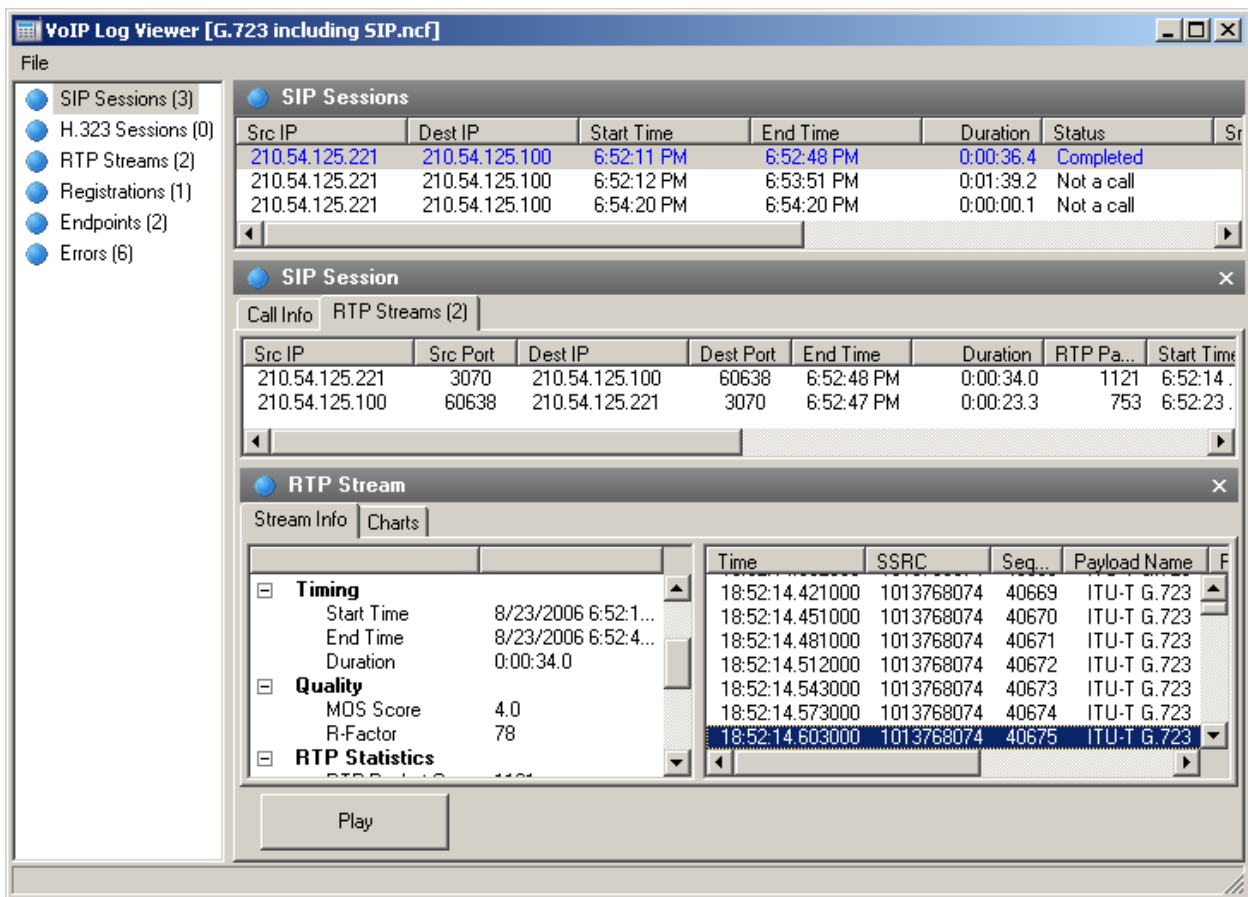 VoIP Log Viewer [G.723 including SIP.ncf]
File
SIP Sessions (3)
H.323 Sessions (0)
RTP Streams (2)
Registrations (1)
Endpoints (2)
Errors (6)
SIP Sessions
Src IP Dest IP Start Time End Time Duration Status Sr
210.54.125.221 210.54.125.100 6:52:11 PM 6:52:48 PM 0:00:36.4 Completed
210.54.125.221 210.54.125.100 6:52:12 PM 6:53:51 PM 0:01:39.2 Not a call
210.54.125.221 210.54.125.100 6:54:20 PM 6:54:20 PM 0:00:00.1 Not a call
SIP Session
Call Info RTP Streams (2)
Src IP Src Port Dest IP Dest Port End Time Duration RTP Pa... Start Time
210.54.125.221 3070 210.54.125.100 60638 6:52:48 PM 0:00:34.0 1121 6:52:14 .
210.54.125.100 60638 210.54.125.221 3070 6:52:47 PM 0:00:23.3 753 6:52:23 .
RTP Stream
Stream Info Charts
Timing
Start Time 8/23/2006 6:52:1...
End Time 8/23/2006 6:52:4...
Duration 0:00:34.0
Quality
MOS Score 4.0
R-Factor 78
RTP Statistics
Time SSRC Seq... Payload Name F
18:52:14.421000 1013768074 40669 ITU-T G.723
18:52:14.451000 1013768074 40670 ITU-T G.723
18:52:14.481000 1013768074 40671 ITU-T G.723
18:52:14.512000 1013768074 40672 ITU-T G.723
18:52:14.543000 1013768074 40673 ITU-T G.723
18:52:14.573000 1013768074 40674 ITU-T G.723
18:52:14.603000 1013768074 40675 ITU-T G.723
Play